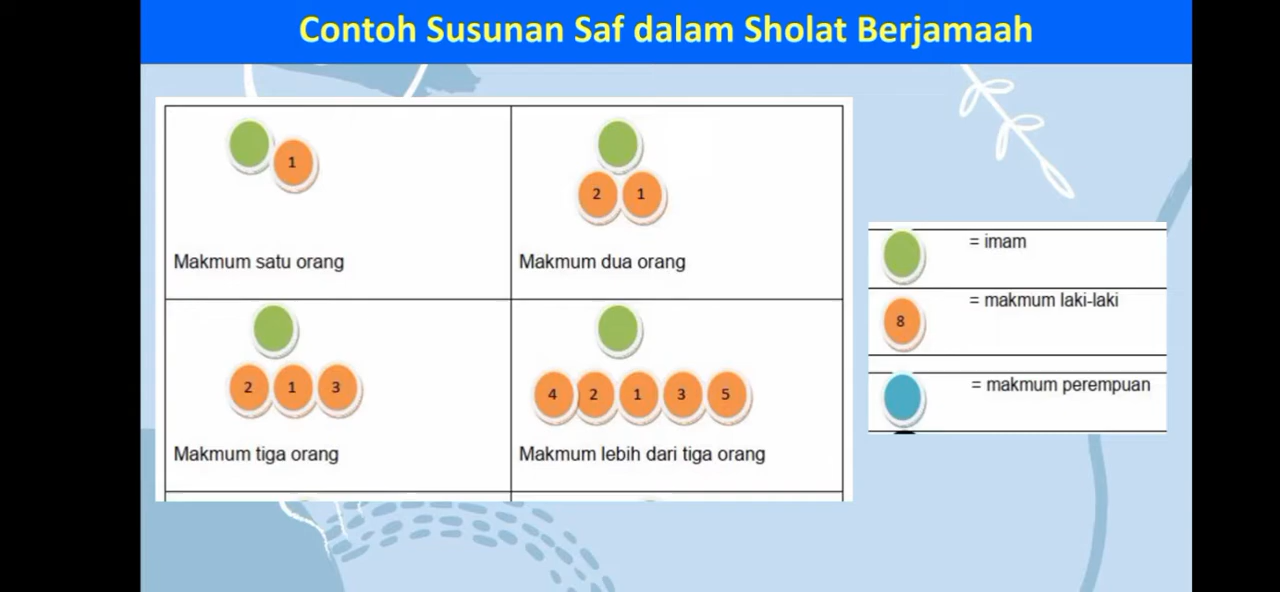 Contoh Susunan Saf dalam Sholat Berjamaah
1
Makmum satu orang
2 1
Makmum dua orang
2 1 3
Makmum tiga orang
4 2 1 3 5
Makmum lebih dari tiga orang
= imam
8 = makmum laki-laki
= makmum perempuan